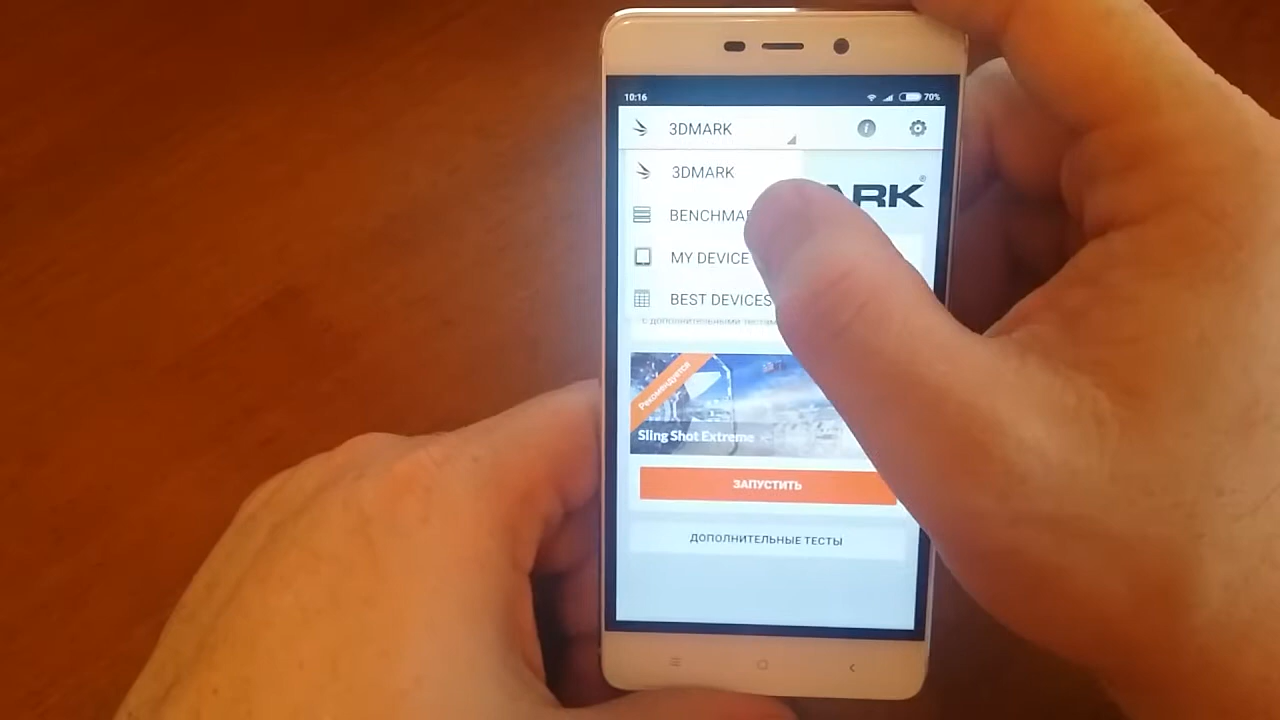 10:16 70%
3DMARK
3DMARK
ARK®
BENCHMA
MY DEVICE
BEST DEVICES
с дополнительными тестам
Рекомендуется
Sling Shot Extreme
ЗАПУСТИТЬ
ДОПОЛНИТЕЛЬНЫЕ ТЕСТЫ